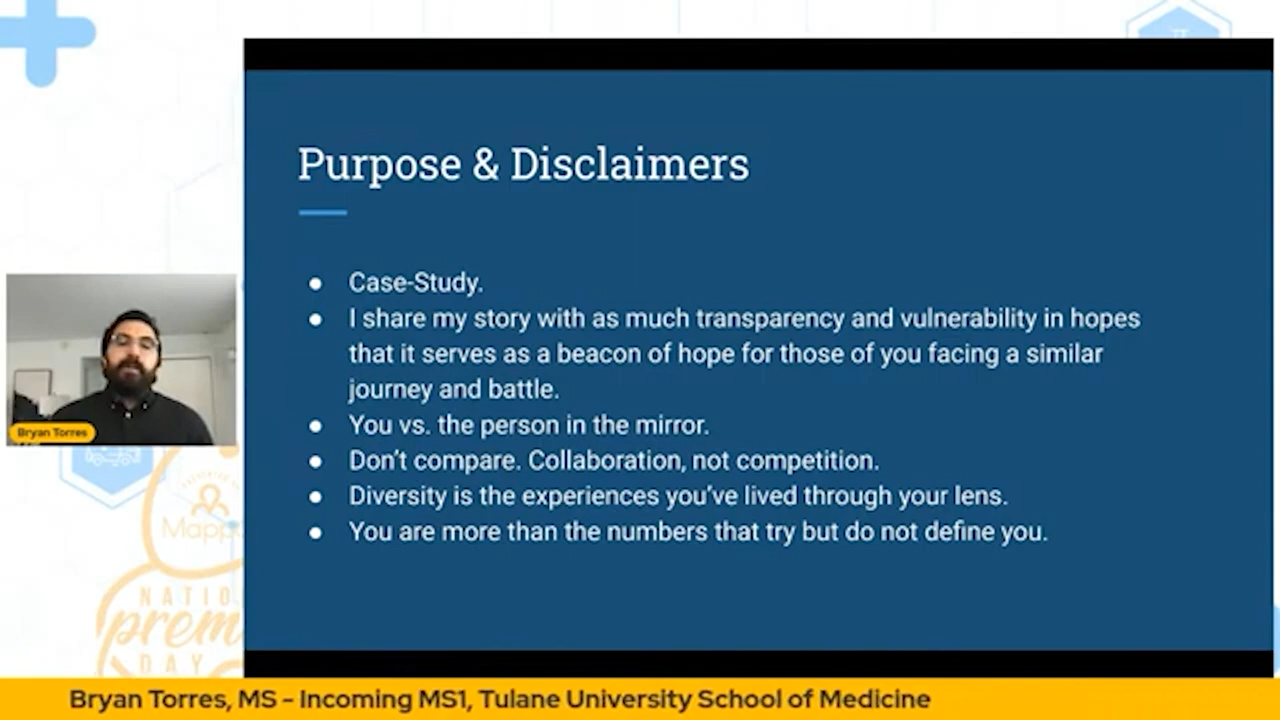 Purpose & Disclaimers
● Case-Study.
● I share my story with as much transparency and vulnerability in hopes
that it serves as a beacon of hope for those of you facing a similar
journey and battle.
● You vs. the person in the mirror.
● Don't compare. Collaboration, not competition.
● Diversity is the experiences you've lived through your lens.
● You are more than the numbers that try but do not define you.
Bryan Torres
Mapp
NATIO
prem
DAY
Bryan Torres, MS – Incoming MS1, Tulane University School of Medicine